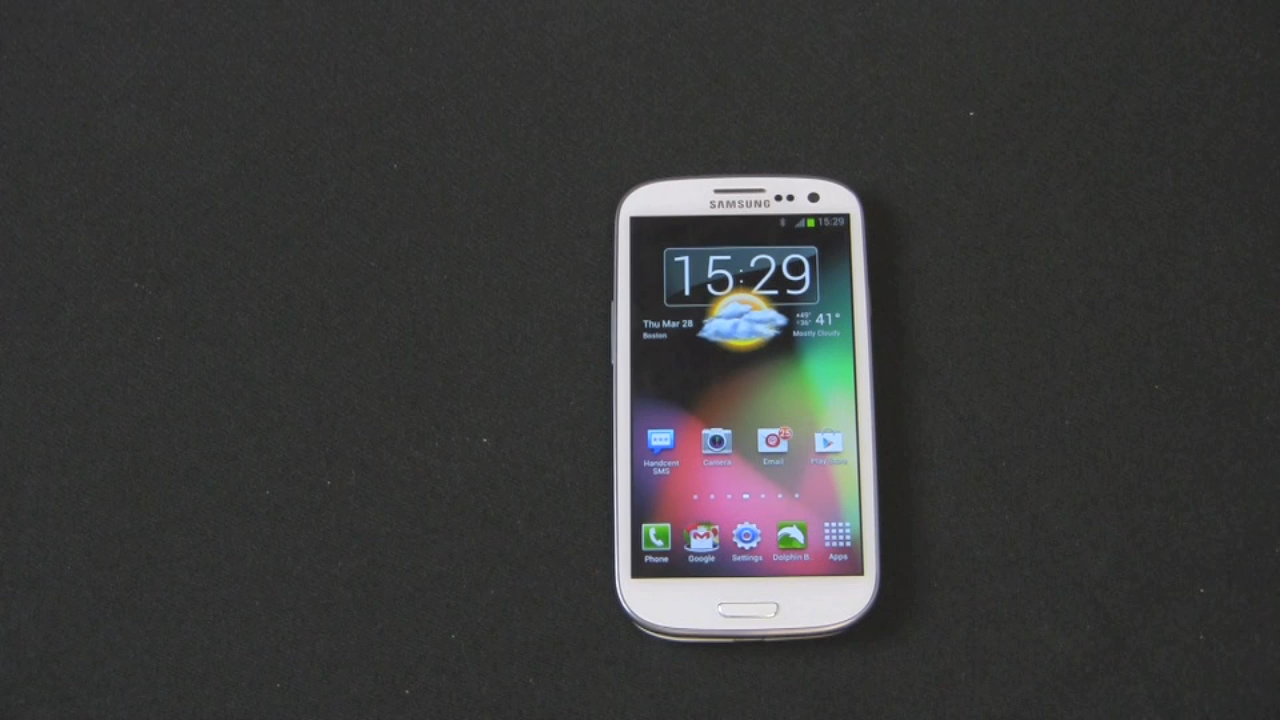 SAMSUNG
15:29
15:29
Thu Mar 28
Boston
41°
Mostly Clouds
Handcent
SMS
Camera
Email
25
Play Store
Phone
Google
Settings
Dolphin B..
Apps